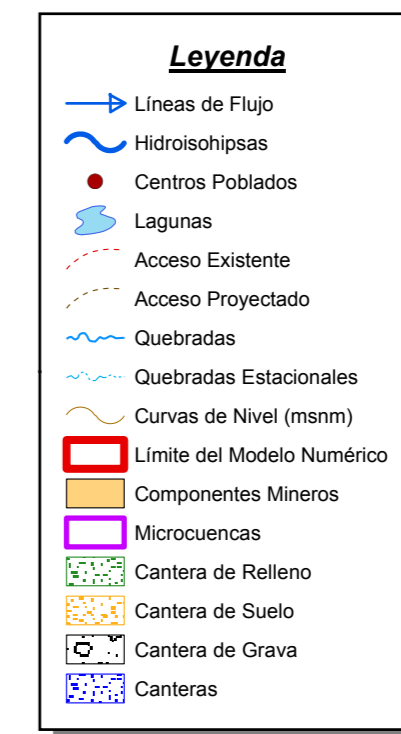 Leyenda
Líneas de Flujo
Hidroisohipsas
Centros Poblados
Lagunas
Acceso Existente
Acceso Proyectado
Quebradas
Quebradas Estacionales
Curvas de Nivel (msnm)
Límite del Modelo Numérico
Componentes Mineros
Microcuencas
Cantera de Relleno
Cantera de Suelo
Cantera de Grava
Canteras